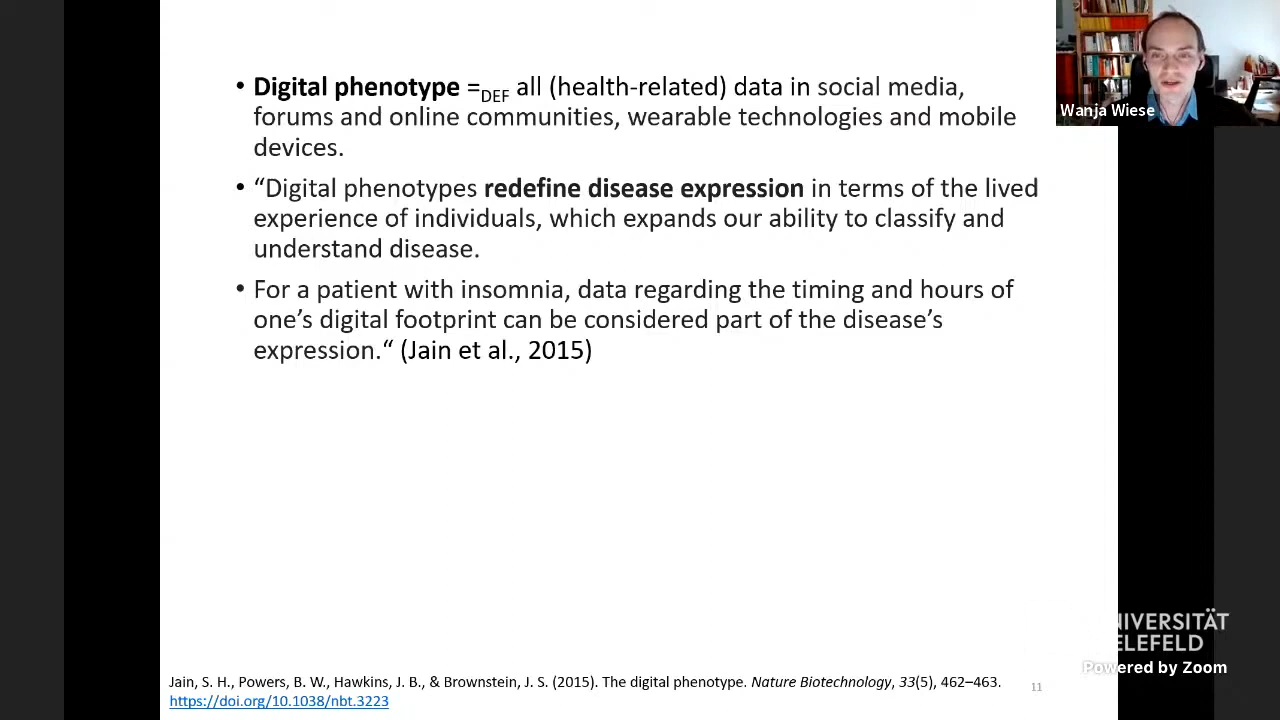 • Digital phenotype =DEF all (health-related) data in social media,
forums and online communities, wearable technologies and mobile
devices.
• “Digital phenotypes redefine disease expression in terms of the lived
experience of individuals, which expands our ability to classify and
understand disease.
• For a patient with insomnia, data regarding the timing and hours of
one’s digital footprint can be considered part of the disease’s
expression.“ (Jain et al., 2015)
Wanja Wiese
Jain, S. H., Powers, B. W., Hawkins, J. B., & Brownstein, J. S. (2015). The digital phenotype. Nature Biotechnology, 33(5), 462–463.
https://doi.org/10.1038/nbt.3223
11
NIVERSITÄT
ELEFELD
Powered by Zoom